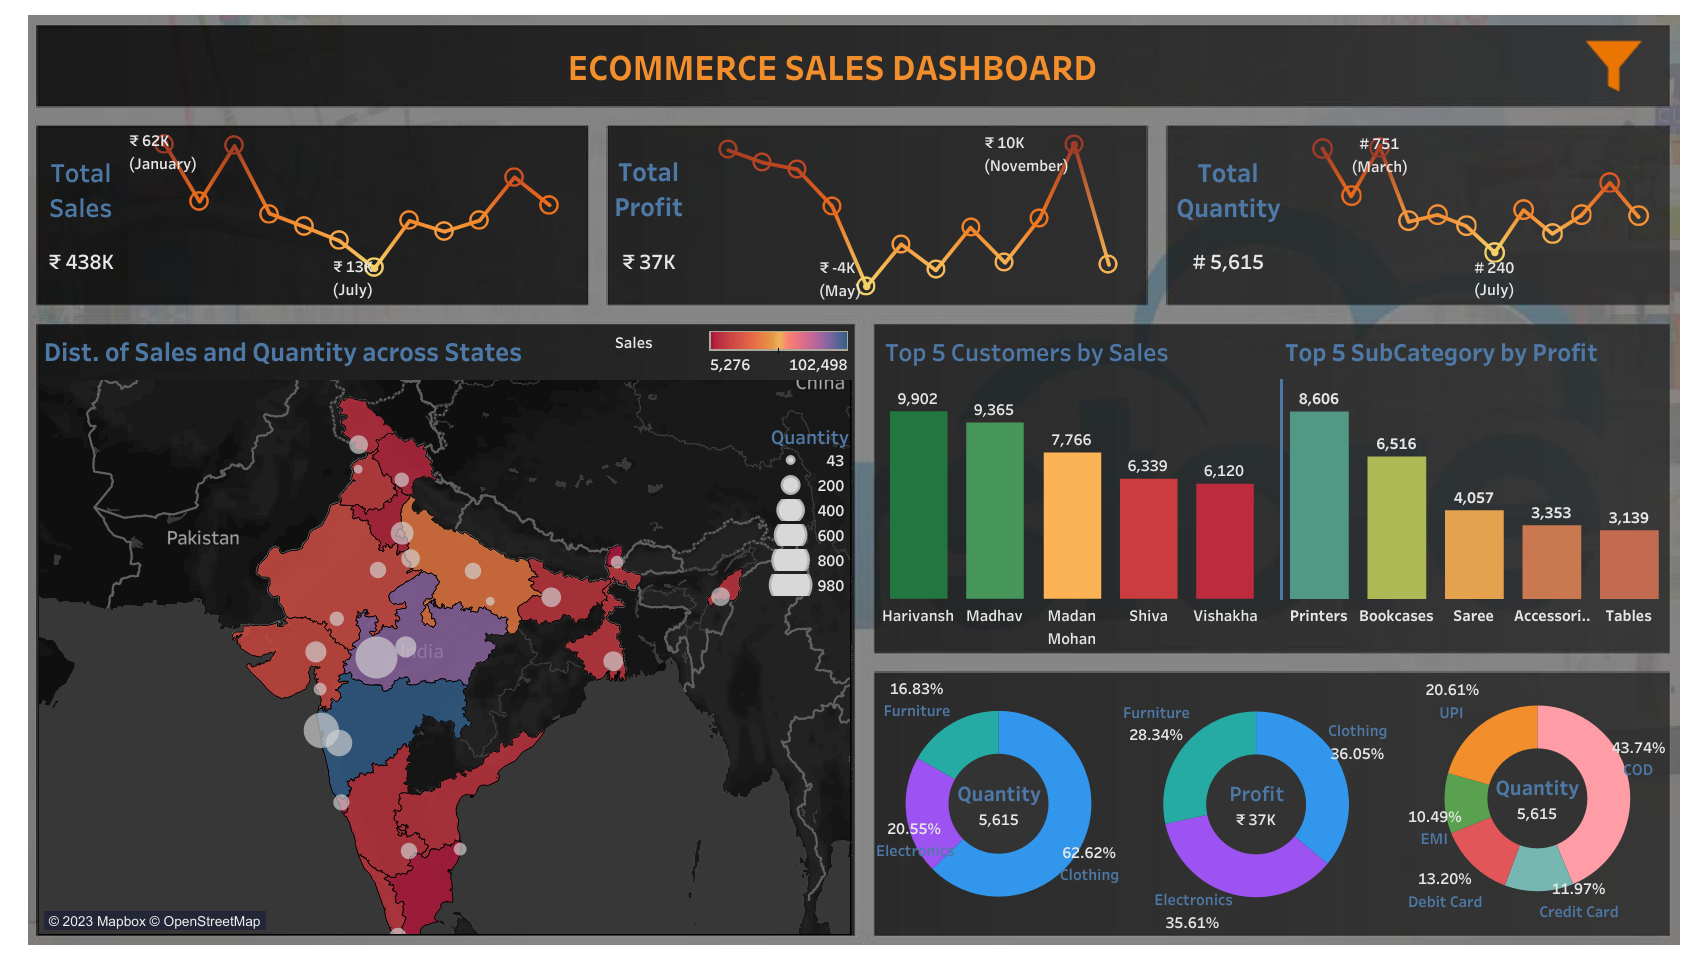 ECOMMERCE SALES DASHBOARD
Total
Sales
₹ 438K
₹ 62K
(January)
₹ 13K
(July)
Total
Profit
₹ 37K
₹ 10K
(November)
₹ -4K
(May)
Total
Quantity
# 5,615
# 751
(March)
# 240
(July)
Dist. of Sales and Quantity across States
Sales
5,276 102,498
China
Quantity
43
200
400
600
800
980
Pakistan
India
© 2023 Mapbox © OpenStreetMap
Top 5 Customers by Sales
9,902
9,365
7,766
6,339
6,120
Harivansh Madhav Madan Mohan Shiva Vishakha
Top 5 SubCategory by Profit
8,606
6,516
4,057
3,353
3,139
Printers Bookcases Saree Accessori.. Tables
16.83%
Furniture
Quantity
5,615
20.55%
Electronics
62.62%
Clothing
Furniture
28.34%
Clothing
36.05%
Profit
₹ 37K
Electronics
35.61%
20.61%
UPI
43.74%
COD
Quantity
5,615
10.49%
EMI
13.20%
Debit Card
11.97%
Credit Card